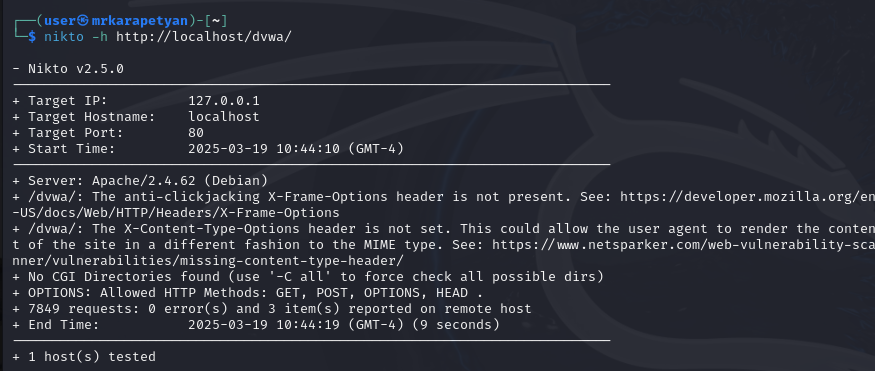 ┌──(user㉿mrkarapetyan)-[~]
└─$ nikto -h http://localhost/dvwa/
- Nikto v2.5.0
---------------------------------------------------------------------------
+ Target IP:          127.0.0.1
+ Target Hostname:    localhost
+ Target Port:        80
+ Start Time:         2025-03-19 10:44:10 (GMT-4)
---------------------------------------------------------------------------
+ Server: Apache/2.4.62 (Debian)
+ /dvwa/: The anti-clickjacking X-Frame-Options header is not present. See: https://developer.mozilla.org/en
-US/docs/Web/HTTP/Headers/X-Frame-Options
+ /dvwa/: The X-Content-Type-Options header is not set. This could allow the user agent to render the conten
t of the site in a different fashion to the MIME type. See: https://www.netsparker.com/web-vulnerability-sca
nner/vulnerabilities/missing-content-type-header/
+ No CGI Directories found (use '-C all' to force check all possible dirs)
+ OPTIONS: Allowed HTTP Methods: GET, POST, OPTIONS, HEAD .
+ 7849 requests: 0 error(s) and 3 item(s) reported on remote host
+ End Time:           2025-03-19 10:44:19 (GMT-4) (9 seconds)
---------------------------------------------------------------------------
+ 1 host(s) tested